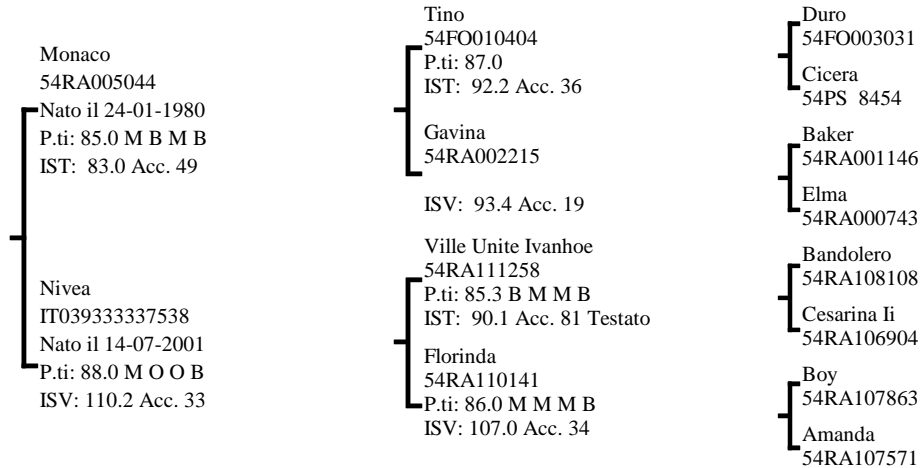 Monaco
54RA005044
Nato il 24-01-1980
P.ti: 85.0 M B M B
IST: 83.0 Acc. 49
Nivea
IT039333337538
Nato il 14-07-2001
P.ti: 88.0 M O O B
ISV: 110.2 Acc. 33
Tino
54FO010404
P.ti: 87.0
IST: 92.2 Acc. 36
Gavina
54RA002215
ISV: 93.4 Acc. 19
Ville Unite Ivanhoe
54RA111258
P.ti: 85.3 B M M B
IST: 90.1 Acc. 81 Testato
Florinda
54RA110141
P.ti: 86.0 M M M B
ISV: 107.0 Acc. 34
Duro
54FO003031
Cicera
54PS 8454
Baker
54RA001146
Elma
54RA000743
Bandolero
54RA108108
Cesarina Ii
54RA106904
Boy
54RA107863
Amanda
54RA107571